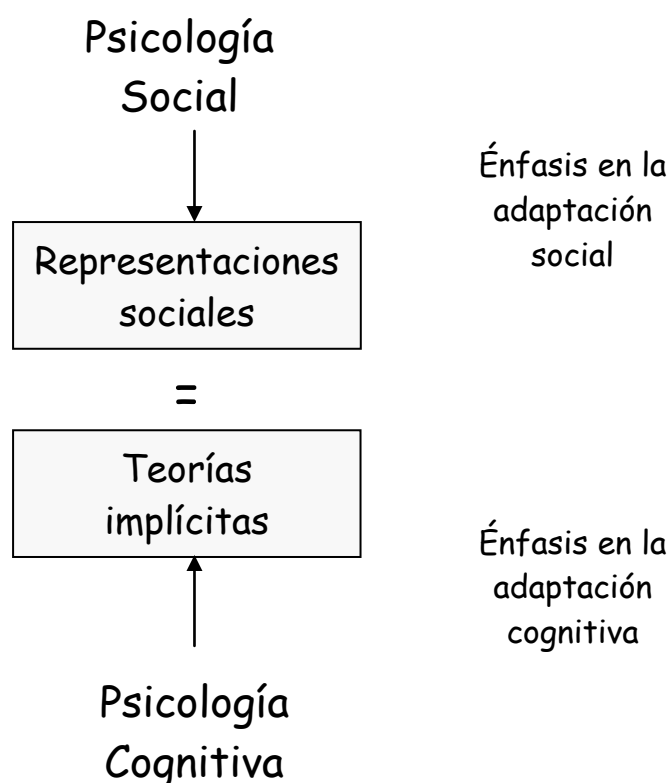 Psicología
Social
Énfasis en la
adaptación
social
Representaciones
sociales
=
Teorías
implícitas
Énfasis en la
adaptación
cognitiva
Psicología
Cognitiva